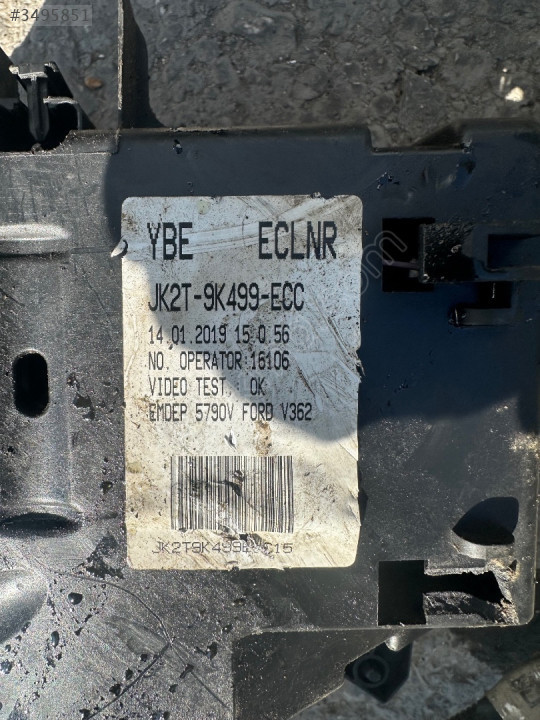 #3495851
YBE ECLNR
JK2T-9K499-ECC
14.01.2019 15 0 56
NO. OPERATOR 16106
VIDEO TEST : OK
EMDEP 5790V FORD V362